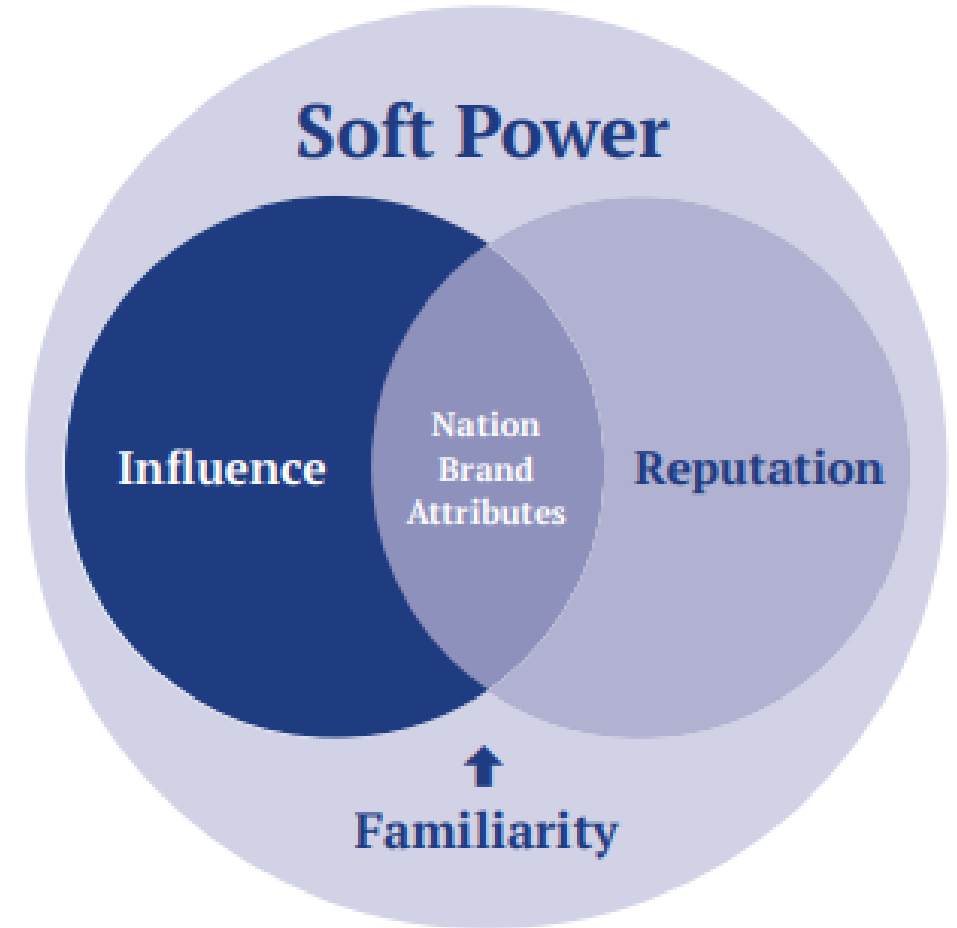 Soft Power
Influence
Nation
Brand
Attributes
Reputation
Familiarity